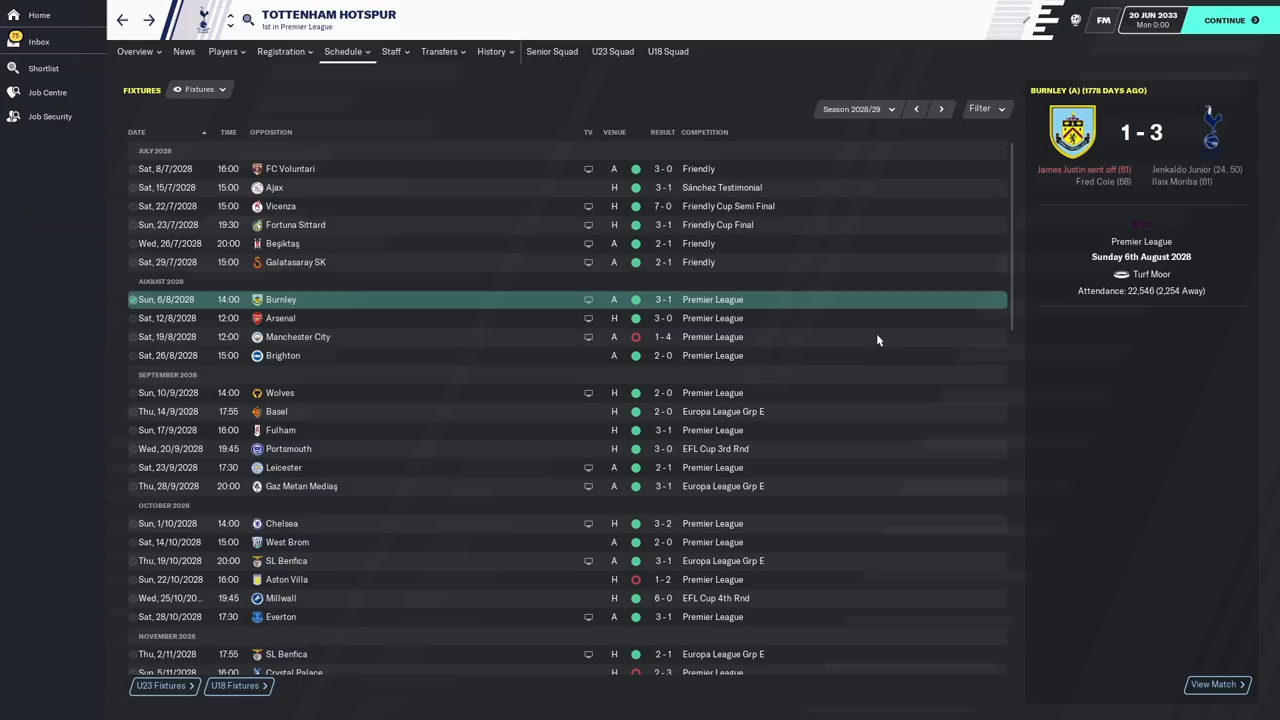 Home
75
Inbox
Shortlist
Job Centre
Job Security
TOTTENHAM HOTSPUR
1st in Premier League
FM
20 JUN 2033
Mon 0:00
CONTINUE
Overview
News
Players
Registration
Schedule
Staff
Transfers
History
Senior Squad
U23 Squad
U18 Squad
FIXTURES
Fixtures
Season 2028/29
Filter
DATE TIME OPPOSITION TV VENUE RESULT COMPETITION
JULY 2028
Sat, 8/7/2028 16:00 FC Voluntari A 3 - 0 Friendly
Sat, 15/7/2028 15:00 Ajax H 3 - 1 Sánchez Testimonial
Sat, 22/7/2028 15:00 Vicenza H 7 - 0 Friendly Cup Semi Final
Sun, 23/7/2028 19:30 Fortuna Sittard H 3 - 1 Friendly Cup Final
Wed, 26/7/2028 20:00 Beşiktaş A 2 - 1 Friendly
Sat, 29/7/2028 15:00 Galatasaray SK A 2 - 1 Friendly
AUGUST 2028
Sun, 6/8/2028 14:00 Burnley A 3 - 1 Premier League
Sat, 12/8/2028 12:00 Arsenal H 3 - 0 Premier League
Sat, 19/8/2028 12:00 Manchester City A 1 - 4 Premier League
Sat, 26/8/2028 15:00 Brighton A 2 - 0 Premier League
SEPTEMBER 2028
Sun, 10/9/2028 14:00 Wolves H 2 - 0 Premier League
Thu, 14/9/2028 17:55 Basel H 2 - 0 Europa League Grp E
Sun, 17/9/2028 16:00 Fulham H 3 - 1 Premier League
Wed, 20/9/2028 19:45 Portsmouth H 3 - 0 EFL Cup 3rd Rnd
Sat, 23/9/2028 17:30 Leicester A 2 - 1 Premier League
Thu, 28/9/2028 20:00 Gaz Metan Mediaş A 3 - 1 Europa League Grp E
OCTOBER 2028
Sun, 1/10/2028 14:00 Chelsea H 3 - 2 Premier League
Sat, 14/10/2028 15:00 West Brom A 2 - 0 Premier League
Thu, 19/10/2028 20:00 SL Benfica A 3 - 1 Europa League Grp E
Sun, 22/10/2028 16:00 Aston Villa H 1 - 2 Premier League
Wed, 25/10/20... 19:45 Millwall H 6 - 0 EFL Cup 4th Rnd
Sat, 28/10/2028 17:30 Everton A 3 - 1 Premier League
NOVEMBER 2028
Thu, 2/11/2028 17:55 SL Benfica H 2 - 1 Europa League Grp E
Sun, 5/11/2028 16:00 Crystal Palace H 2 - 3 Premier League
U23 Fixtures
U18 Fixtures
BURNLEY (A) (1778 DAYS AGO)
1 - 3
James Justin sent off (61) Jenkaldo Junior (24, 50)
Fred Cole (68) Ilaix Moriba (61)
Premier League
Sunday 6th August 2028
Turf Moor
Attendance: 22,546 (2,254 Away)
View Match